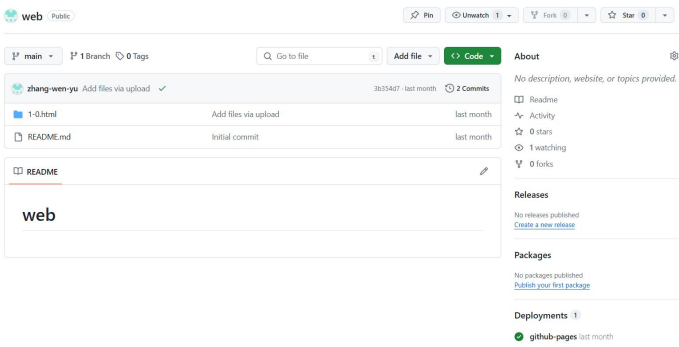 web Public Pin Unwatch 1 Fork 0 Star 0
main 1 Branch 0 Tags Go to file t Add file Code
zhang-wen-yu Add files via upload 3b354d7 · last month 2 Commits
1-0.html Add files via upload last month
README.md Initial commit last month
README
web
About
No description, website, or topics provided.
Readme
Activity
0 stars
1 watching
0 forks
Releases
No releases published
Create a new release
Packages
No packages published
Publish your first package
Deployments 1
github-pages last month